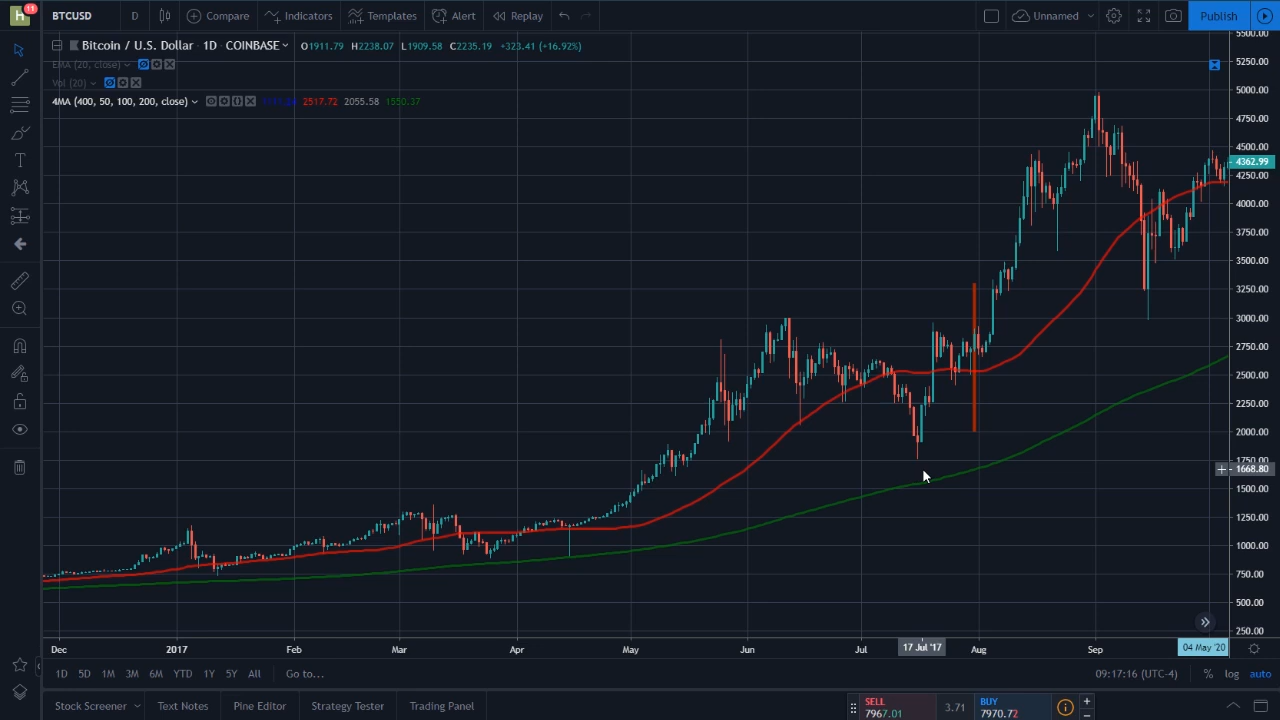 h 11 BTCUSD D Compare Indicators Templates Alert Replay Unnamed Publish
Bitcoin / U.S. Dollar · 1D · COINBASE O1911.79 H2238.07 L1909.58 C2235.19 +323.41 (+16.92%)
EMA (20, close)
Vol (20)
4MA (400, 50, 100, 200, close) 2517.72 2055.58 1550.37
5500.00
5250.00
5000.00
4750.00
4500.00
4362.99
4250.00
4000.00
3750.00
3500.00
3250.00
3000.00
2750.00
2500.00
2250.00
2000.00
1750.00
1668.80
1500.00
1250.00
1000.00
750.00
500.00
250.00
Dec 2017 Feb Mar Apr May Jun Jul 17 Jul '17 Aug Sep 04 May '20
1D 5D 1M 3M 6M YTD 1Y 5Y All Go to... 09:17:16 (UTC-4) % log auto
Stock Screener Text Notes Pine Editor Strategy Tester Trading Panel
SELL 7967.01 3.71 BUY 7970.72